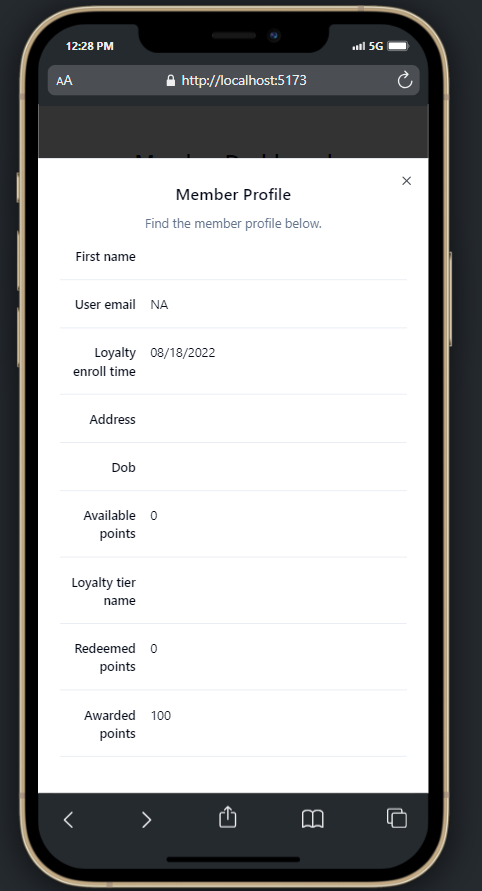 12:28 PM
5G
AA
http://localhost:5173
Member Profile
Find the member profile below.
First name
User email NA
Loyalty 08/18/2022
enroll time
Address
Dob
Available 0
points
Loyalty tier
name
Redeemed 0
points
Awarded 100
points